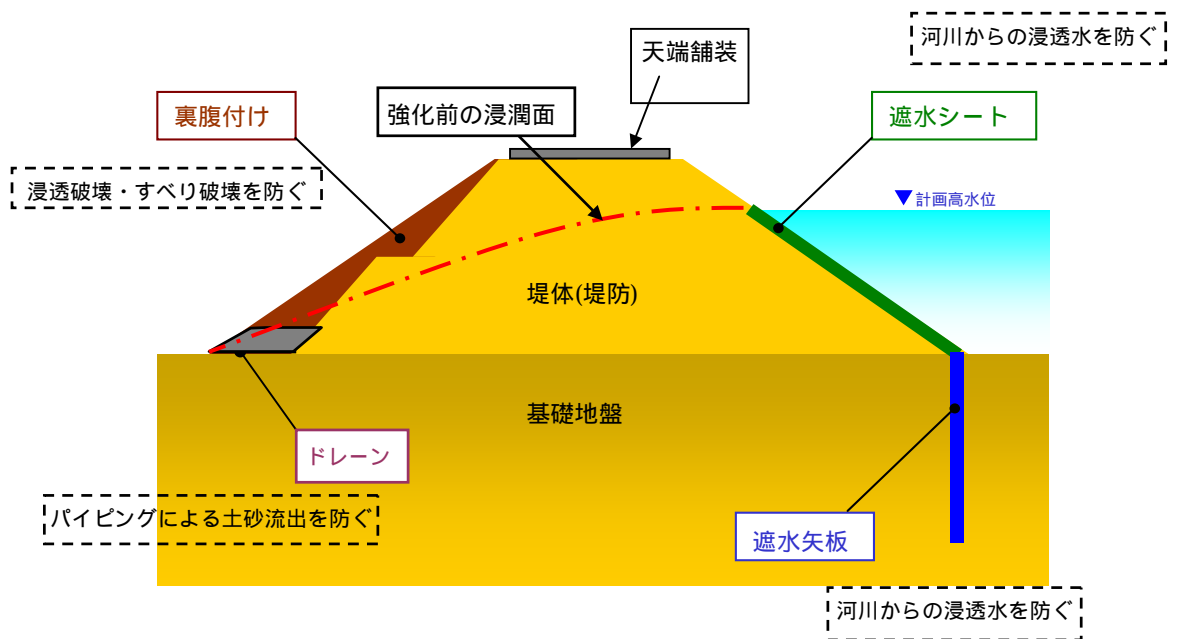 河川からの浸透水を防ぐ
天端舗装
裏腹付け
強化前の浸潤面
遮水シート
浸透破壊・すべり破壊を防ぐ
▼計画高水位
堤体(堤防)
基礎地盤
ドレーン
パイピングによる土砂流出を防ぐ
遮水矢板
河川からの浸透水を防ぐ